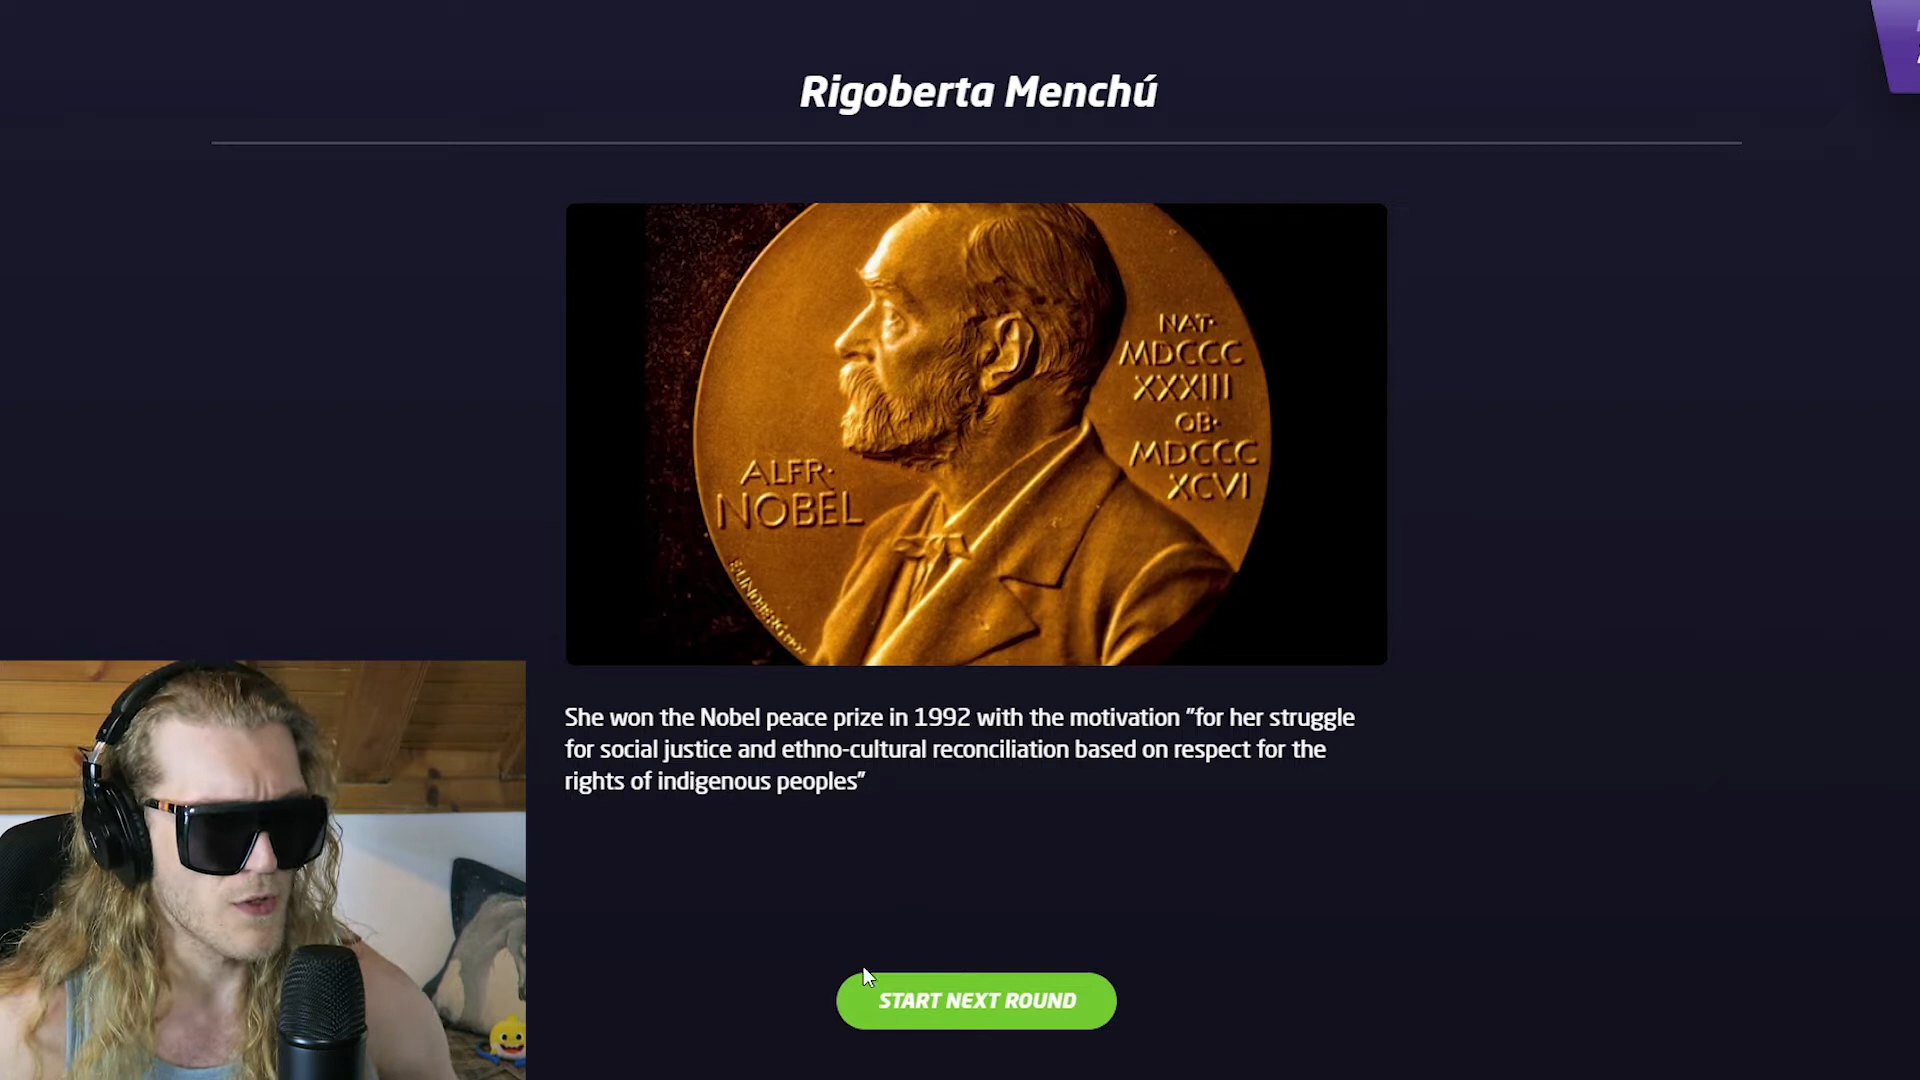 Rigoberta Menchú
NAT·
MDCCC
XXXIII
OB·
MDCCC
XCVI
ALFR·
NOBEL
She won the Nobel peace prize in 1992 with the motivation "for her struggle
for social justice and ethno-cultural reconciliation based on respect for the
rights of indigenous peoples"
START NEXT ROUND